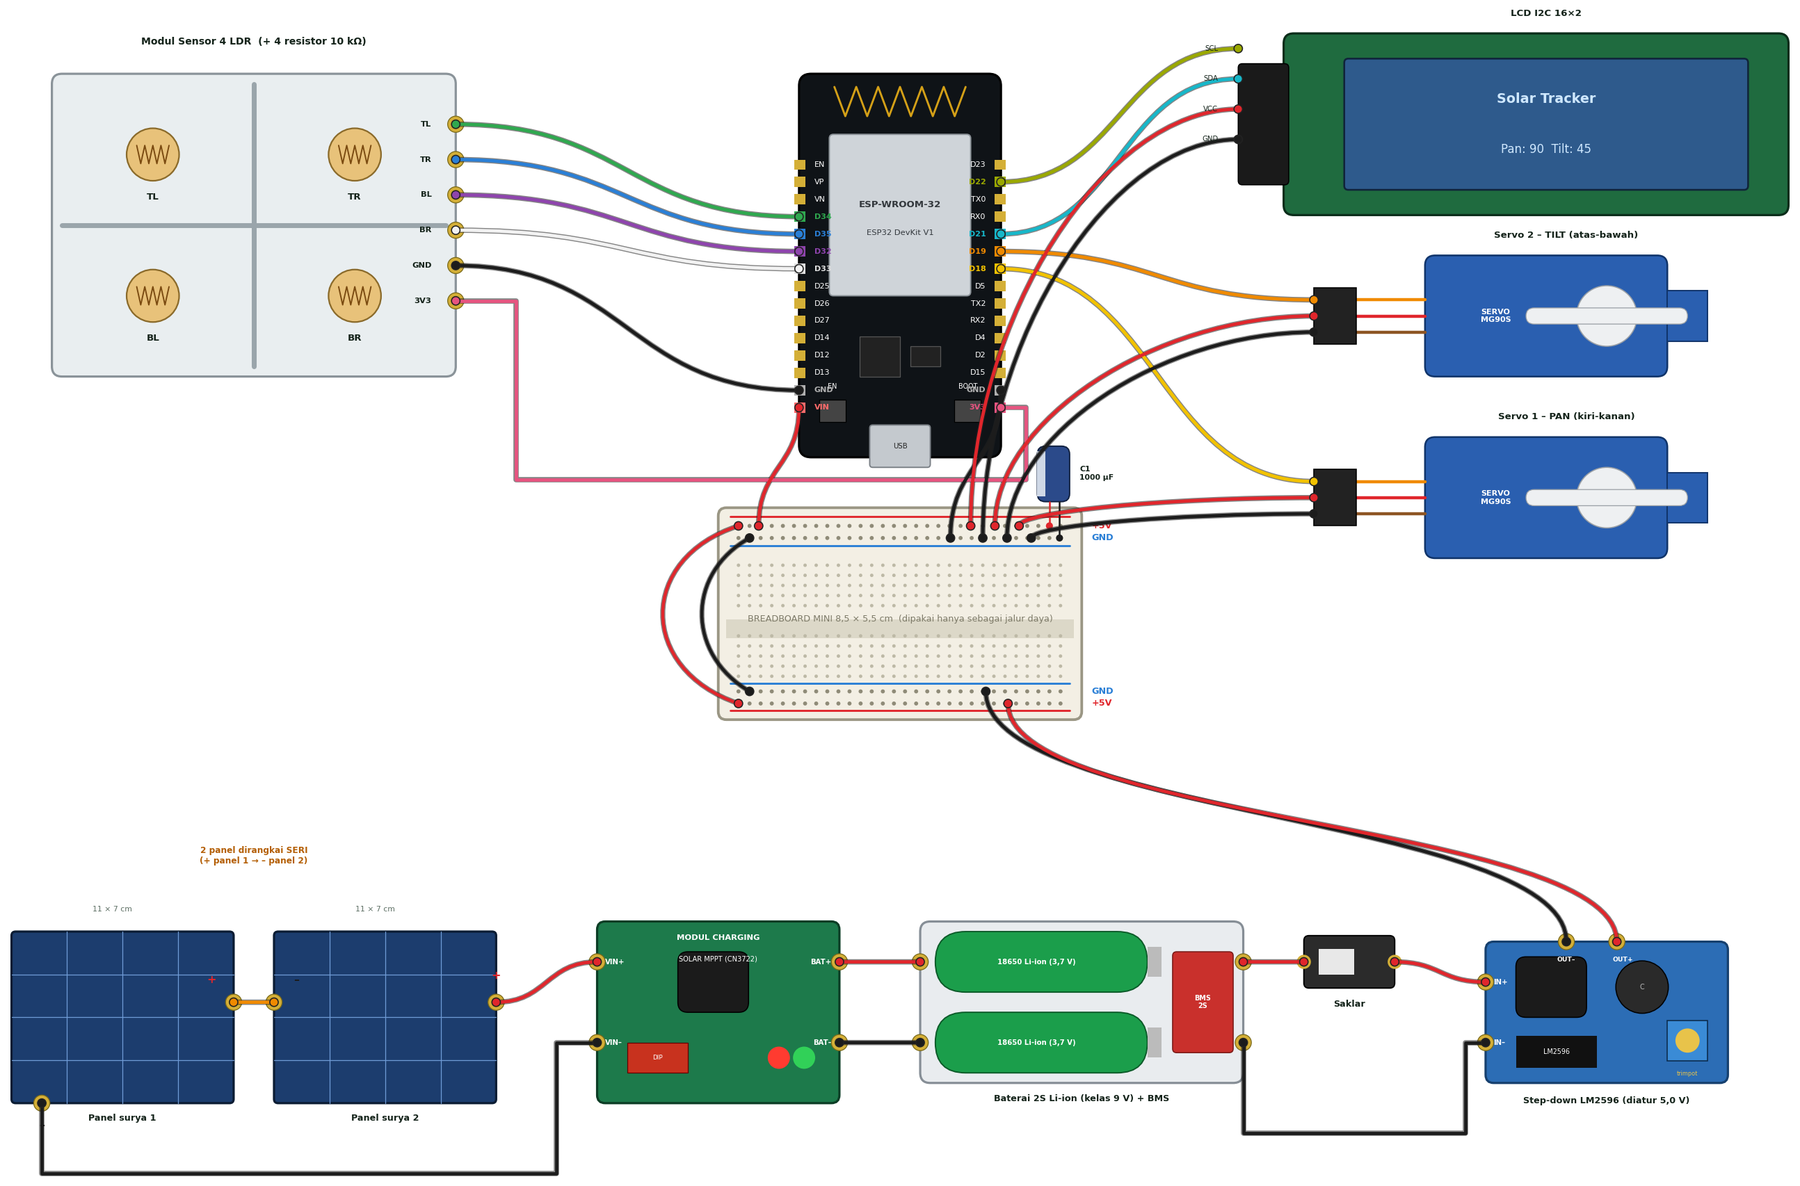 LCD I2C 16×2
Modul Sensor 4 LDR  (+ 4 resistor 10 kΩ)
TL
TR
BL
BR
TL
TR
BL
BR
GND
3V3
EN
VP
VN
D34
D35
D32
D33
D25
D26
D27
D14
D12
D13
GND
VIN
ESP-WROOM-32
ESP32 DevKit V1
D23
D22
TX0
RX0
D21
D19
D18
D5
TX2
RX2
D4
D2
D15
GND
3V3
EN
BOOT
USB
SCL
SDA
VCC
GND
Solar Tracker
Pan: 90  Tilt: 45
Servo 2 – TILT (atas-bawah)
SERVO
MG90S
Servo 1 – PAN (kiri-kanan)
SERVO
MG90S
C1
1000 µF
+5V
GND
BREADBOARD MINI 8,5 × 5,5 cm  (dipakai hanya sebagai jalur daya)
GND
+5V
2 panel dirangkai SERI
(+ panel 1 → – panel 2)
11 × 7 cm
11 × 7 cm
+
–
+
Panel surya 1
Panel surya 2
MODUL CHARGING
SOLAR MPPT (CN3722)
VIN+
BAT+
VIN–
BAT–
DIP
18650 Li-ion (3,7 V)
18650 Li-ion (3,7 V)
BMS
2S
Baterai 2S Li-ion (kelas 9 V) + BMS
Saklar
OUT–
OUT+
IN+
IN–
C
LM2596
trimpot
Step-down LM2596 (diatur 5,0 V)